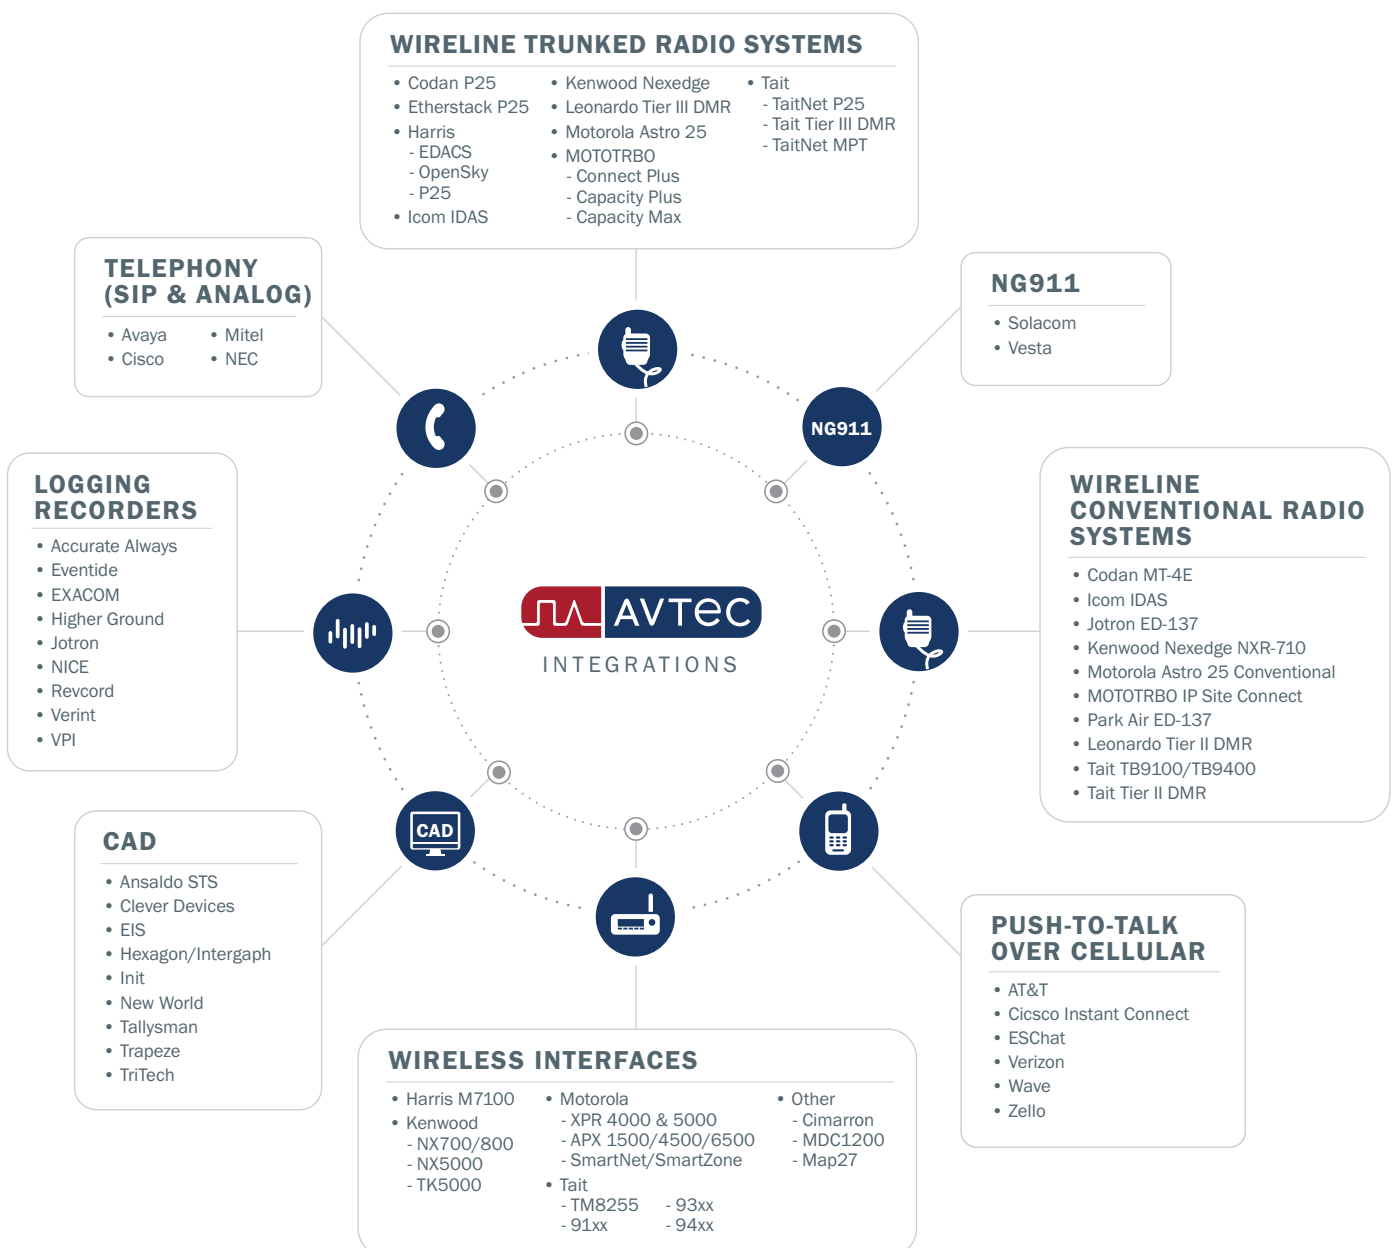 WIRELINE TRUNKED RADIO SYSTEMS
• Codan P25
• Etherstack P25
• Harris
- EDACS
- OpenSky
- P25
• Icom IDAS
• Kenwood Nexedge
• Leonardo Tier III DMR
• Motorola Astro 25
• MOTOTRBO
- Connect Plus
- Capacity Plus
- Capacity Max
• Tait
- TaitNet P25
- Tait Tier III DMR
- TaitNet MPT
TELEPHONY
(SIP & ANALOG)
• Avaya
• Cisco
• Mitel
• NEC
NG911
• Solacom
• Vesta
NG911
LOGGING
RECORDERS
• Accurate Always
• Eventide
• EXACOM
• Higher Ground
• Jotron
• NICE
• Revcord
• Verint
• VPI
AVTEC
INTEGRATIONS
WIRELINE
CONVENTIONAL RADIO
SYSTEMS
• Codan MT-4E
• Icom IDAS
• Jotron ED-137
• Kenwood Nexedge NXR-710
• Motorola Astro 25 Conventional
• MOTOTRBO IP Site Connect
• Park Air ED-137
• Leonardo Tier II DMR
• Tait TB9100/TB9400
• Tait Tier II DMR
CAD
CAD
• Ansaldo STS
• Clever Devices
• EIS
• Hexagon/Intergaph
• Init
• New World
• Tallysman
• Trapeze
• TriTech
PUSH-TO-TALK
OVER CELLULAR
• AT&T
• Cicsco Instant Connect
• ESChat
• Verizon
• Wave
• Zello
WIRELESS INTERFACES
• Harris M7100
• Kenwood
- NX700/800
- NX5000
- TK5000
• Motorola
- XPR 4000 & 5000
- APX 1500/4500/6500
- SmartNet/SmartZone
• Tait
- TM8255 - 93xx
- 91xx - 94xx
• Other
- Cimarron
- MDC1200
- Map27